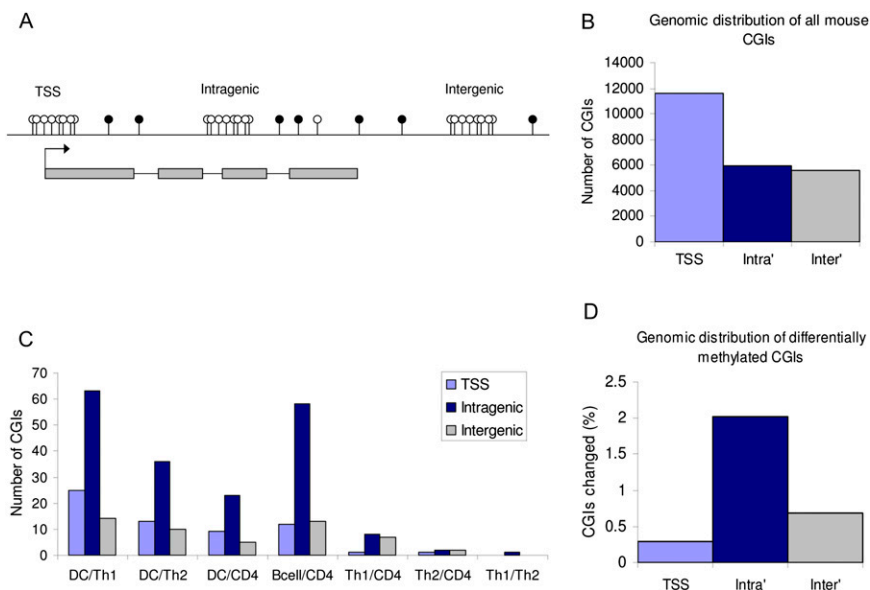 A
TSS
Intragenic
Intergenic
B
Genomic distribution of all mouse
CGIs
Number of CGIs
14000
12000
10000
8000
6000
4000
2000
0
TSS
Intra'
Inter'
C
Number of CGIs
70
60
50
40
30
20
10
0
TSS
Intragenic
Intergenic
DC/Th1
DC/Th2
DC/CD4
Bcell/CD4
Th1/CD4
Th2/CD4
Th1/Th2
D
Genomic distribution of differentially
methylated CGIs
CGIs changed (%)
2.5
2
1.5
1
0.5
0
TSS
Intra'
Inter'